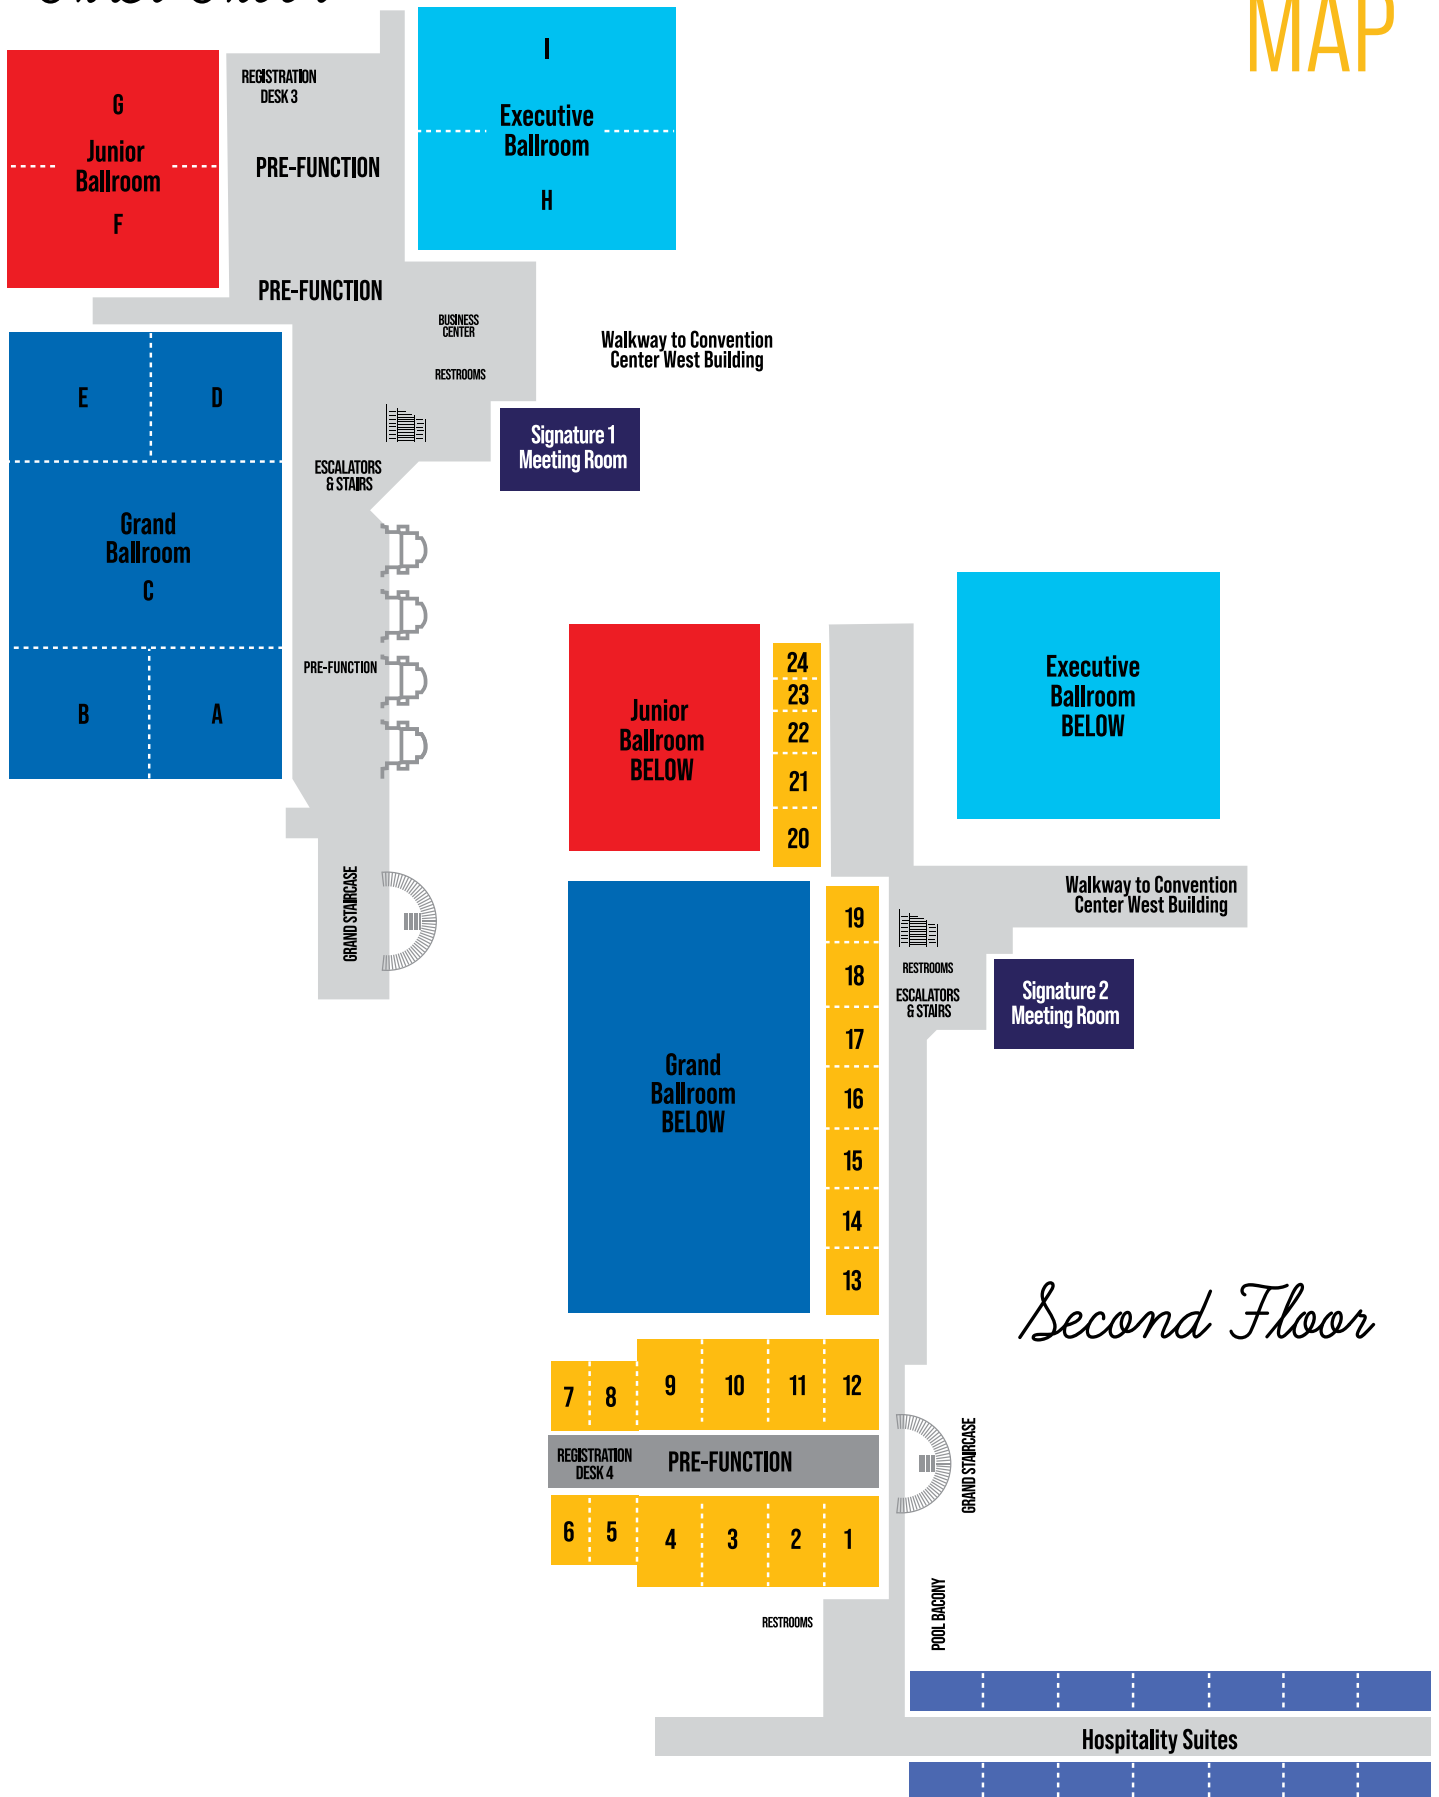 MAP
G
Junior
Ballroom
F
REGISTRATION
DESK 3
PRE-FUNCTION
I
Executive
Ballroom
H
PRE-FUNCTION
BUSINESS
CENTER
RESTROOMS
Walkway to Convention
Center West Building
E
D
Signature 1
Meeting Room
ESCALATORS
& STAIRS
Grand
Ballroom
C
PRE-FUNCTION
B
A
GRAND STAIRCASE
Junior
Ballroom
BELOW
24
23
22
21
20
Executive
Ballroom
BELOW
Walkway to Convention
Center West Building
19
18
17
16
15
14
13
RESTROOMS
ESCALATORS
& STAIRS
Signature 2
Meeting Room
Grand
Ballroom
BELOW
Second Floor
7
8
9
10
11
12
REGISTRATION
DESK 4
PRE-FUNCTION
GRAND STAIRCASE
6
5
4
3
2
1
RESTROOMS
POOL BACONY
Hospitality Suites